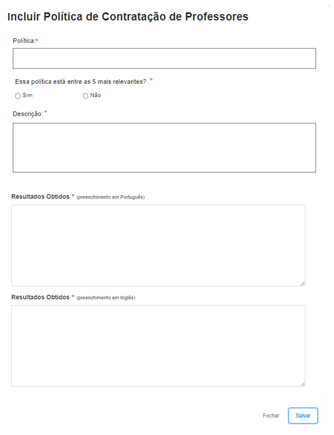 Incluir Política de Contratação de Professores
Política:*
Essa política está entre as 5 mais relevantes? *
Sim Não
Descrição: *
Resultados Obtidos * (preenchimento em Português)
Resultados Obtidos * (preenchimento em Inglês)
Fechar Salvar